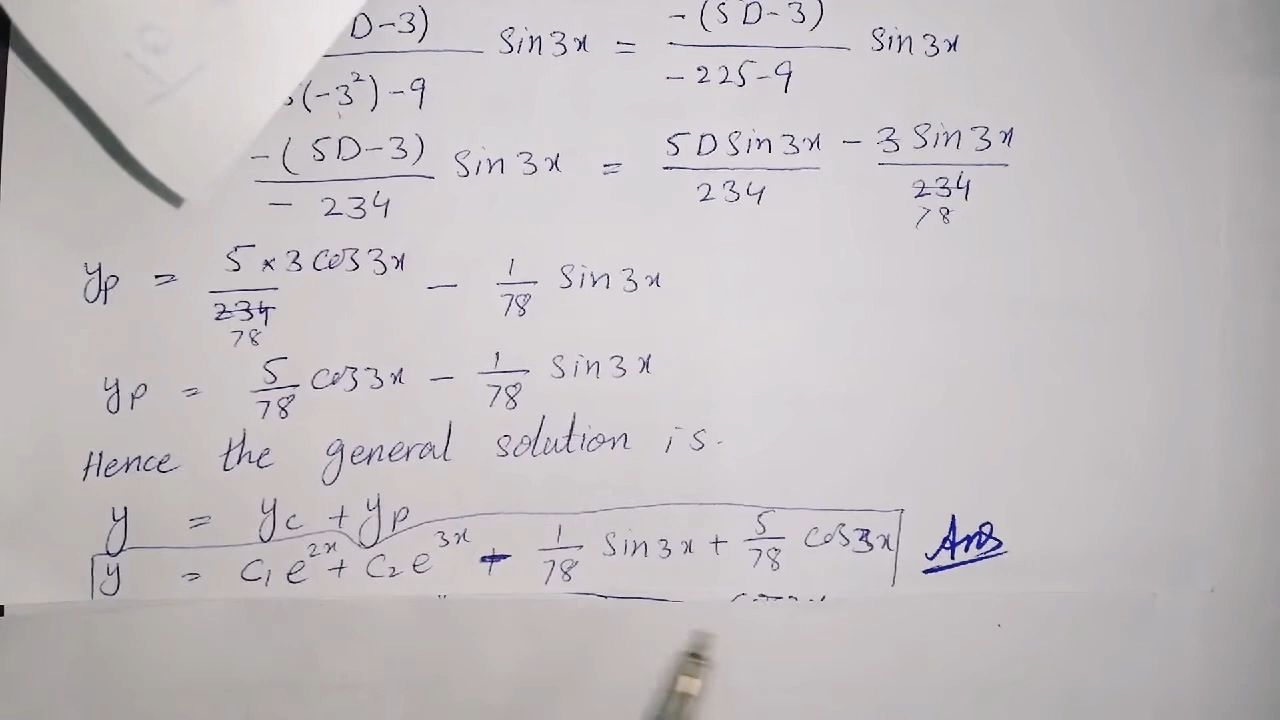 D-3) / (-3²) -9 Sin3x = -(5D-3) / -225-9 Sin3x
-(5D-3) / -234 Sin3x = 5D Sin3x / 234 - 3 Sin3x / 234 78
yp = 5×3 cos3x / 234 78 - 1/78 Sin3x
yp = 5/78 cos3x - 1/78 Sin3x
Hence the general solution is.
y = yc + yp
y = c₁e^2x + c₂e^3x + 1/78 Sin3x + 5/78 cos3x Ans